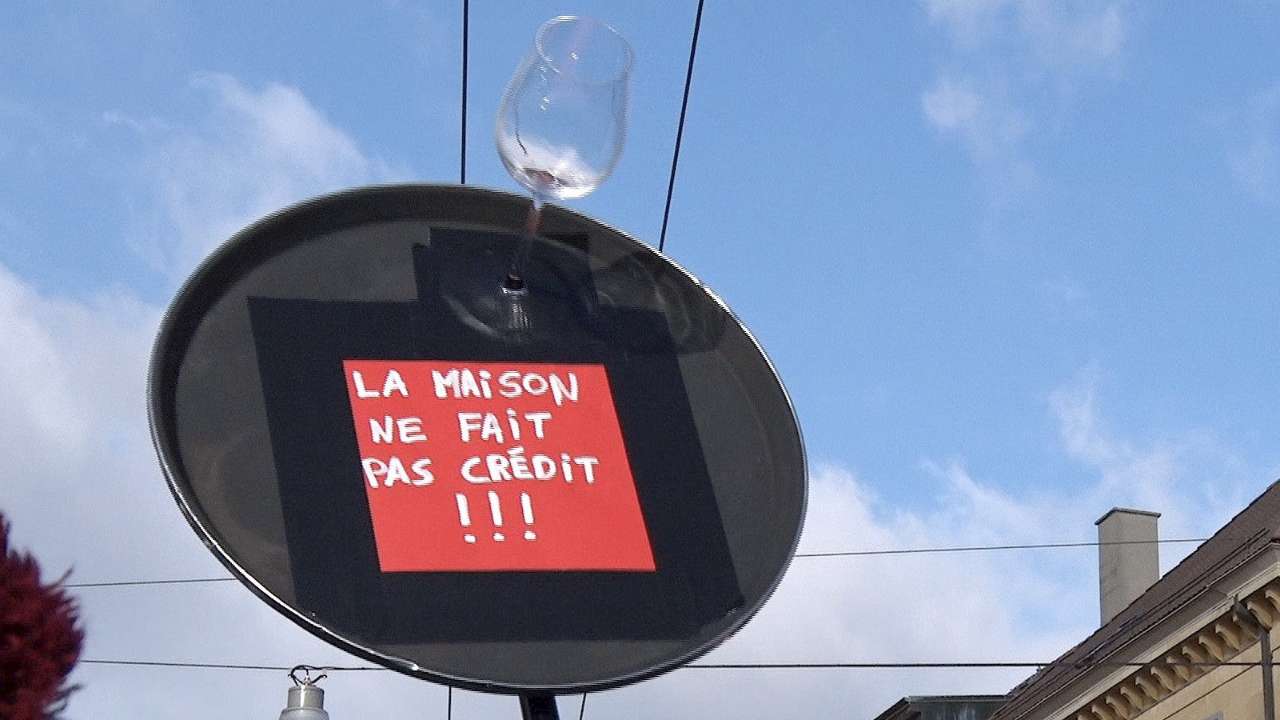 LA MAiSON
NE FAiT
PAS CRÉDiT
!!!